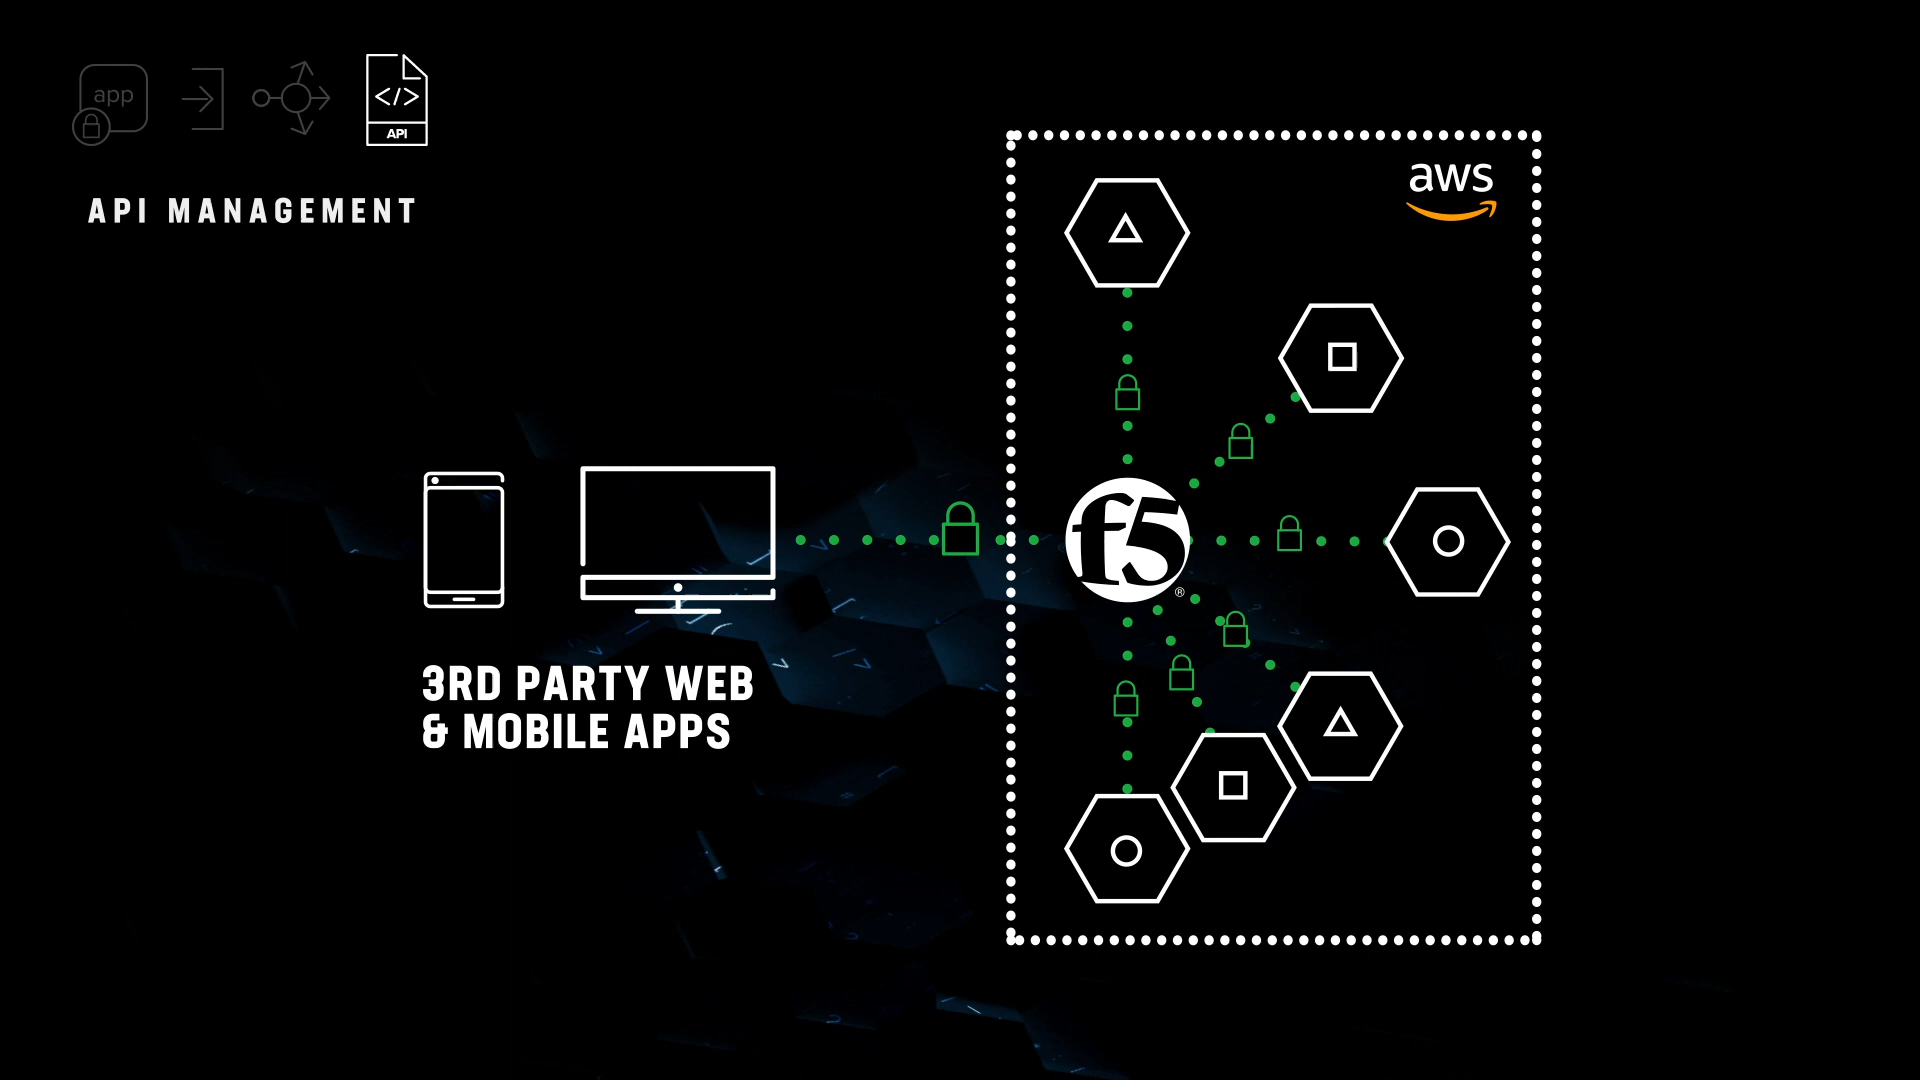 app
</>
API
API MANAGEMENT
aws
f5
®
3RD PARTY WEB
& MOBILE APPS